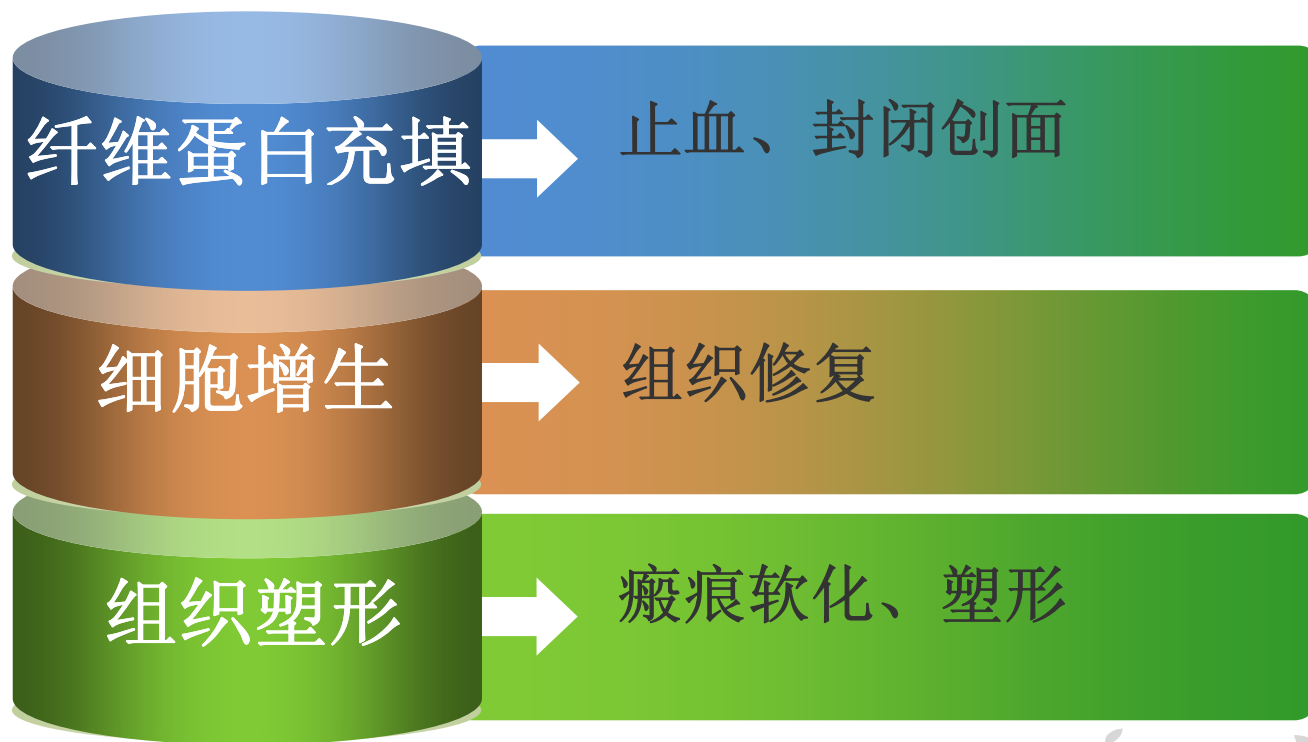 纤维蛋白充填
止血、封闭创面
细胞增生
组织修复
组织塑形
瘢痕软化、塑形